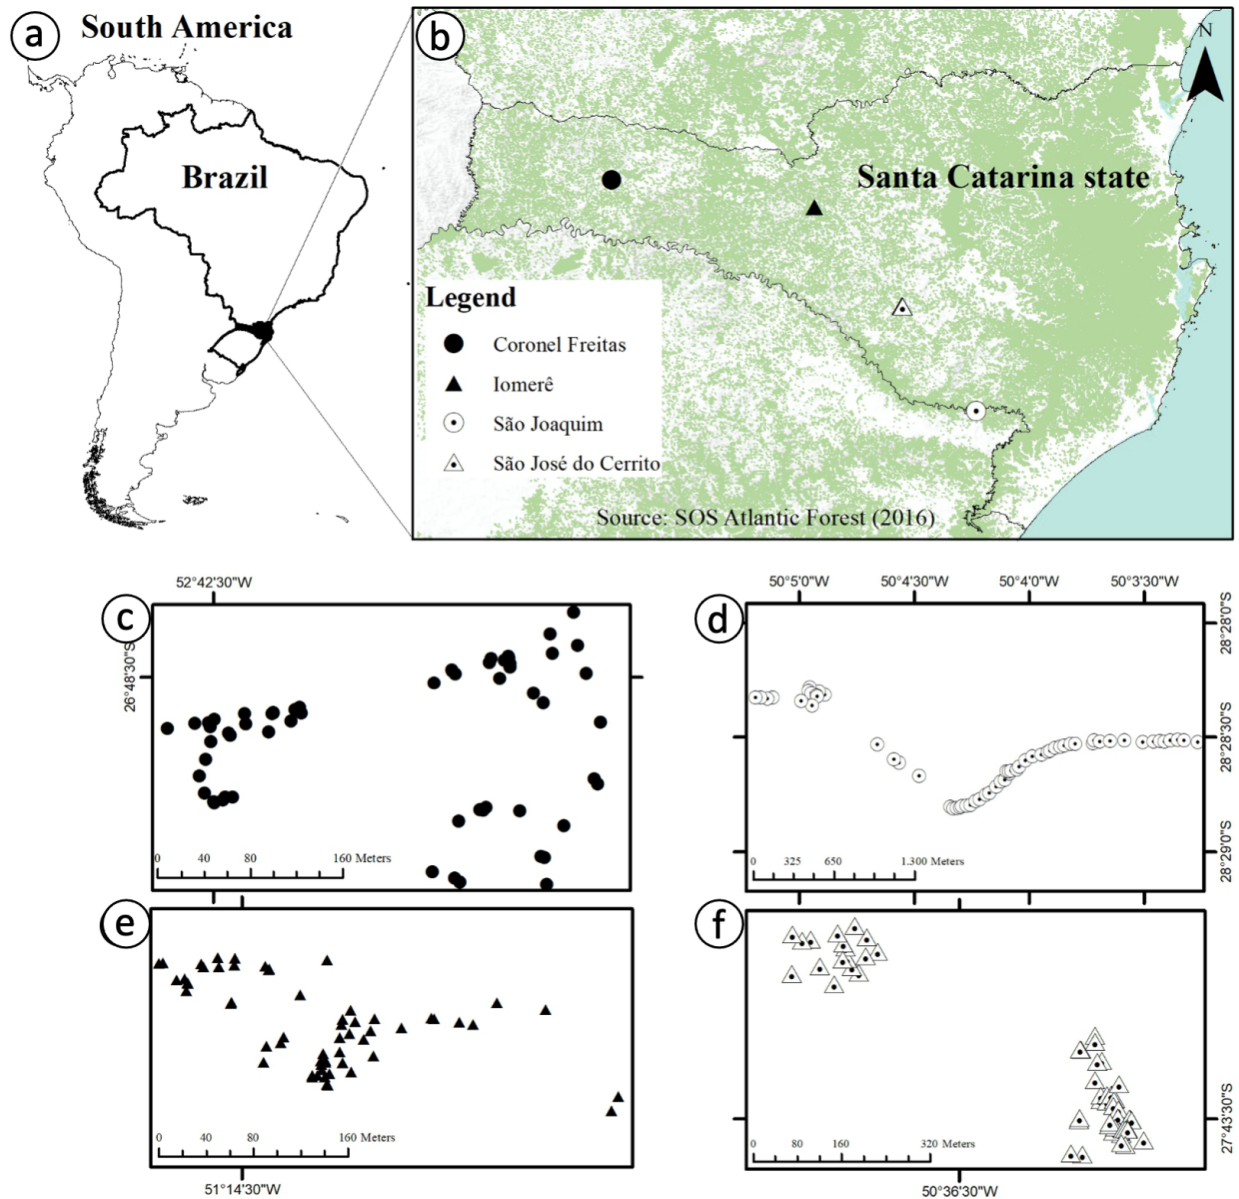 a
South America
Brazil
b
N
Santa Catarina state
Legend
Coronel Freitas
Iomerê
São Joaquim
São José do Cerrito
Source: SOS Atlantic Forest (2016)
c
52°42'30"W
26°48'30"S
0 40 80 160 Meters
d
50°5'0"W 50°4'30"W 50°4'0"W 50°3'30"W
28°28'0"S
28°28'30"S
28°29'0"S
0 325 650 1.300 Meters
e
0 40 80 160 Meters
51°14'30"W
f
27°43'30"S
0 80 160 320 Meters
50°36'30"W